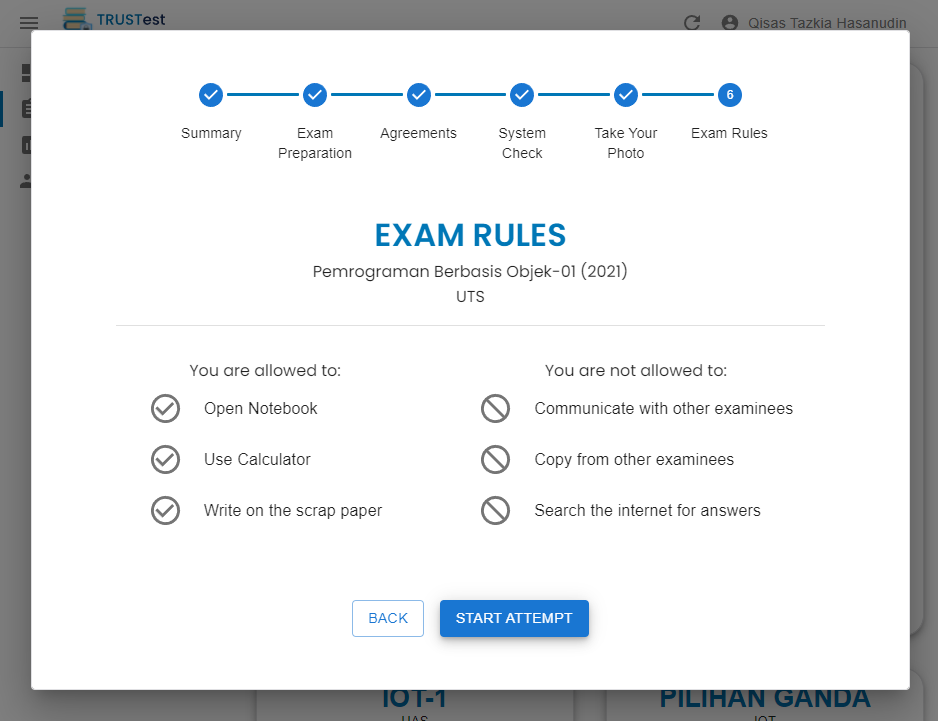 TRUSTest
Qisas Tazkia Hasanudin
6
Summary
Exam Preparation
Agreements
System Check
Take Your Photo
Exam Rules
EXAM RULES
Pemrograman Berbasis Objek-01 (2021)
UTS
You are allowed to:
Open Notebook
Use Calculator
Write on the scrap paper
You are not allowed to:
Communicate with other examinees
Copy from other examinees
Search the internet for answers
BACK
START ATTEMPT
IOT-1
UAS
PILIHAN GANDA
IOT